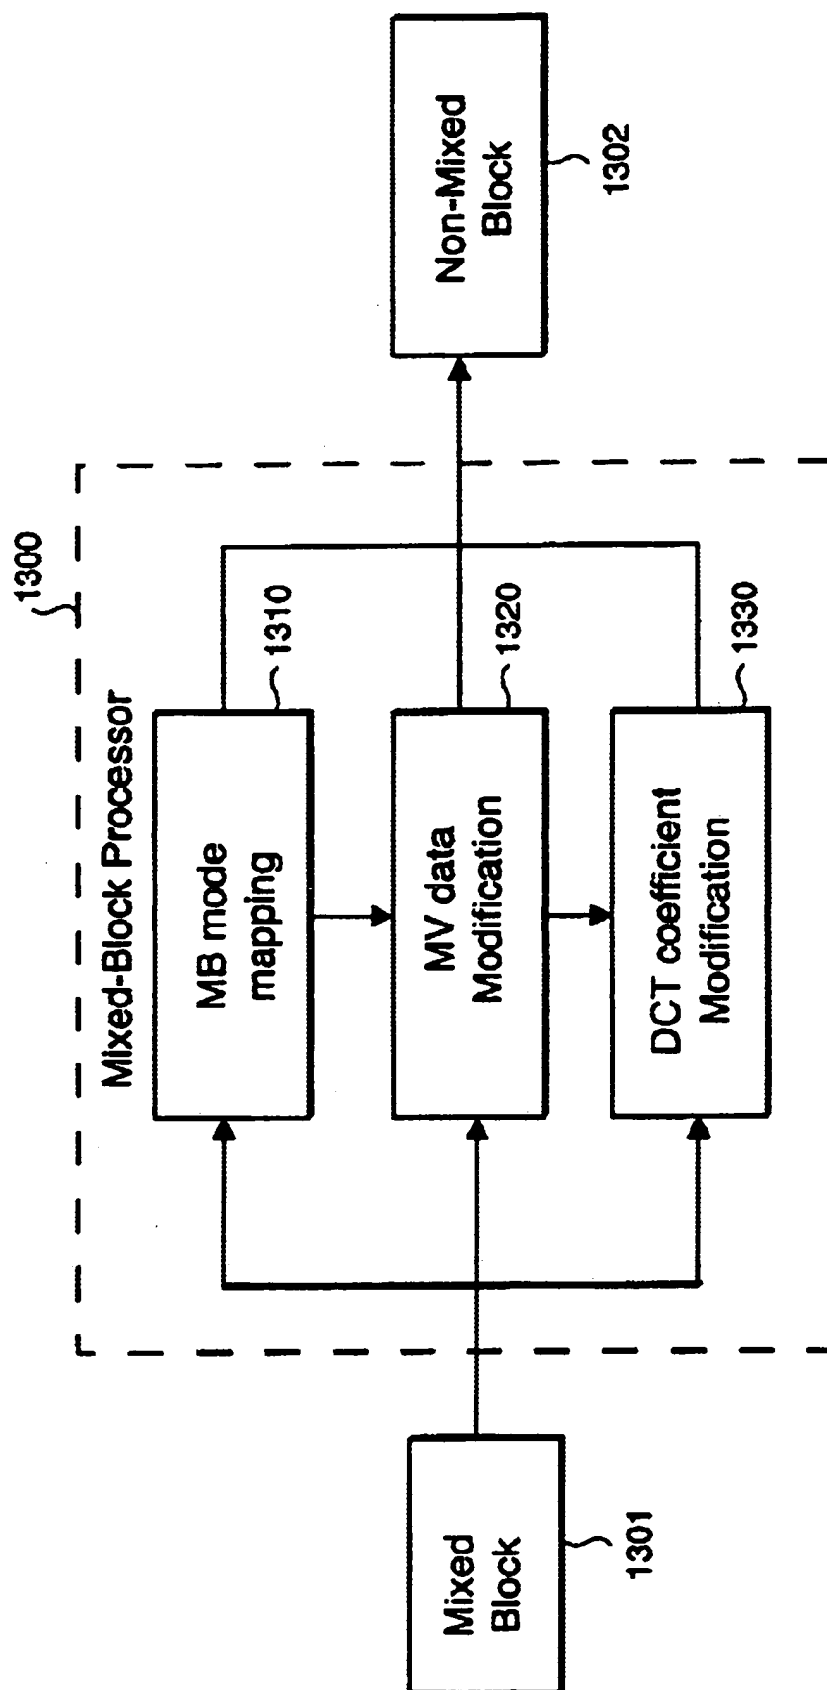 1300
Mixed-Block Processor
MB mode
mapping
1310
MV data
Modification
1320
DCT coefficient
Modification
1330
Mixed
Block
1301
Non-Mixed
Block
1302